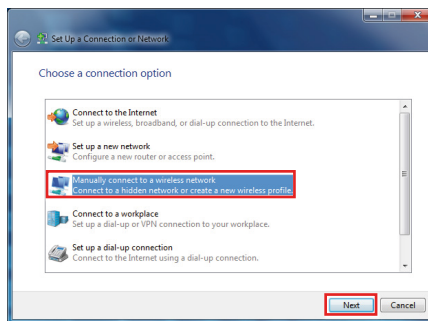 Set Up a Connection or Network
Choose a connection option
Connect to the Internet
Set up a wireless, broadband, or dial-up connection to the Internet.
Set up a new network
Configure a new router or access point.
Manually connect to a wireless network
Connect to a hidden network or create a new wireless profile.
Connect to a workplace
Set up a dial-up or VPN connection to your workplace.
Set up a dial-up connection
Connect to the Internet using a dial-up connection.
Next Cancel